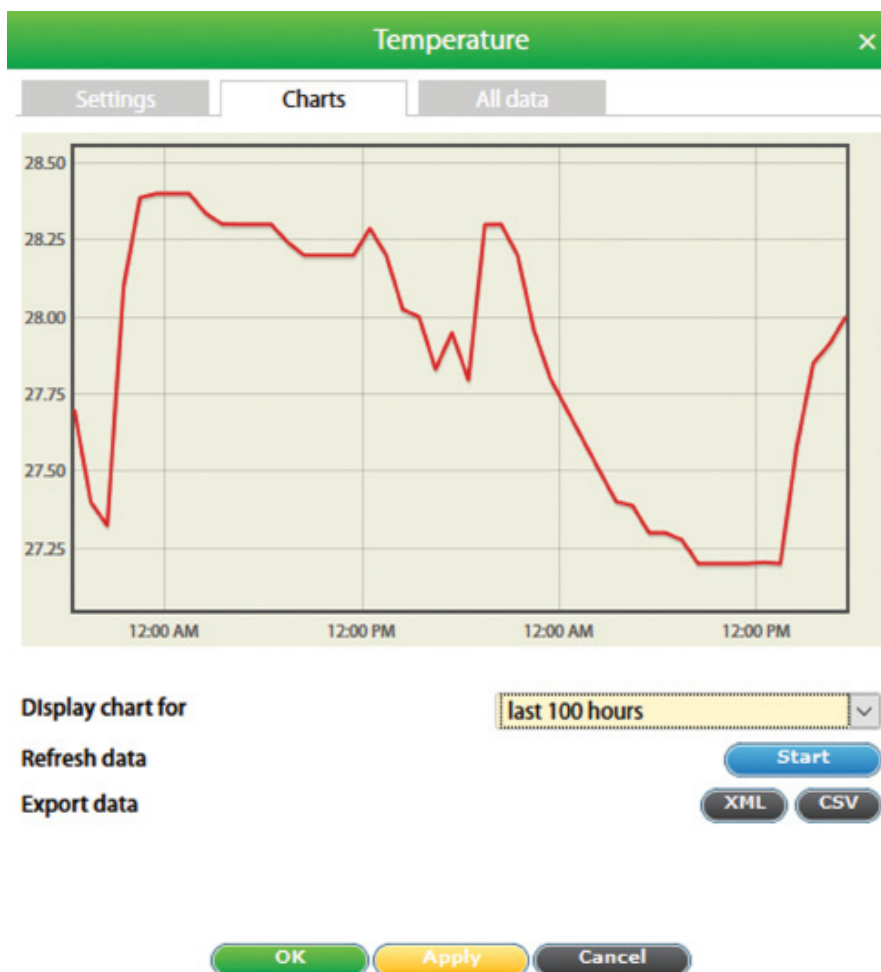 Temperature ×
Settings Charts All data
28.50
28.25
28.00
27.75
27.50
27.25
12:00 AM 12:00 PM 12:00 AM 12:00 PM
DIsplay chart for last 100 hours
Refresh data Start
Export data XML CSV
OK Apply Cancel